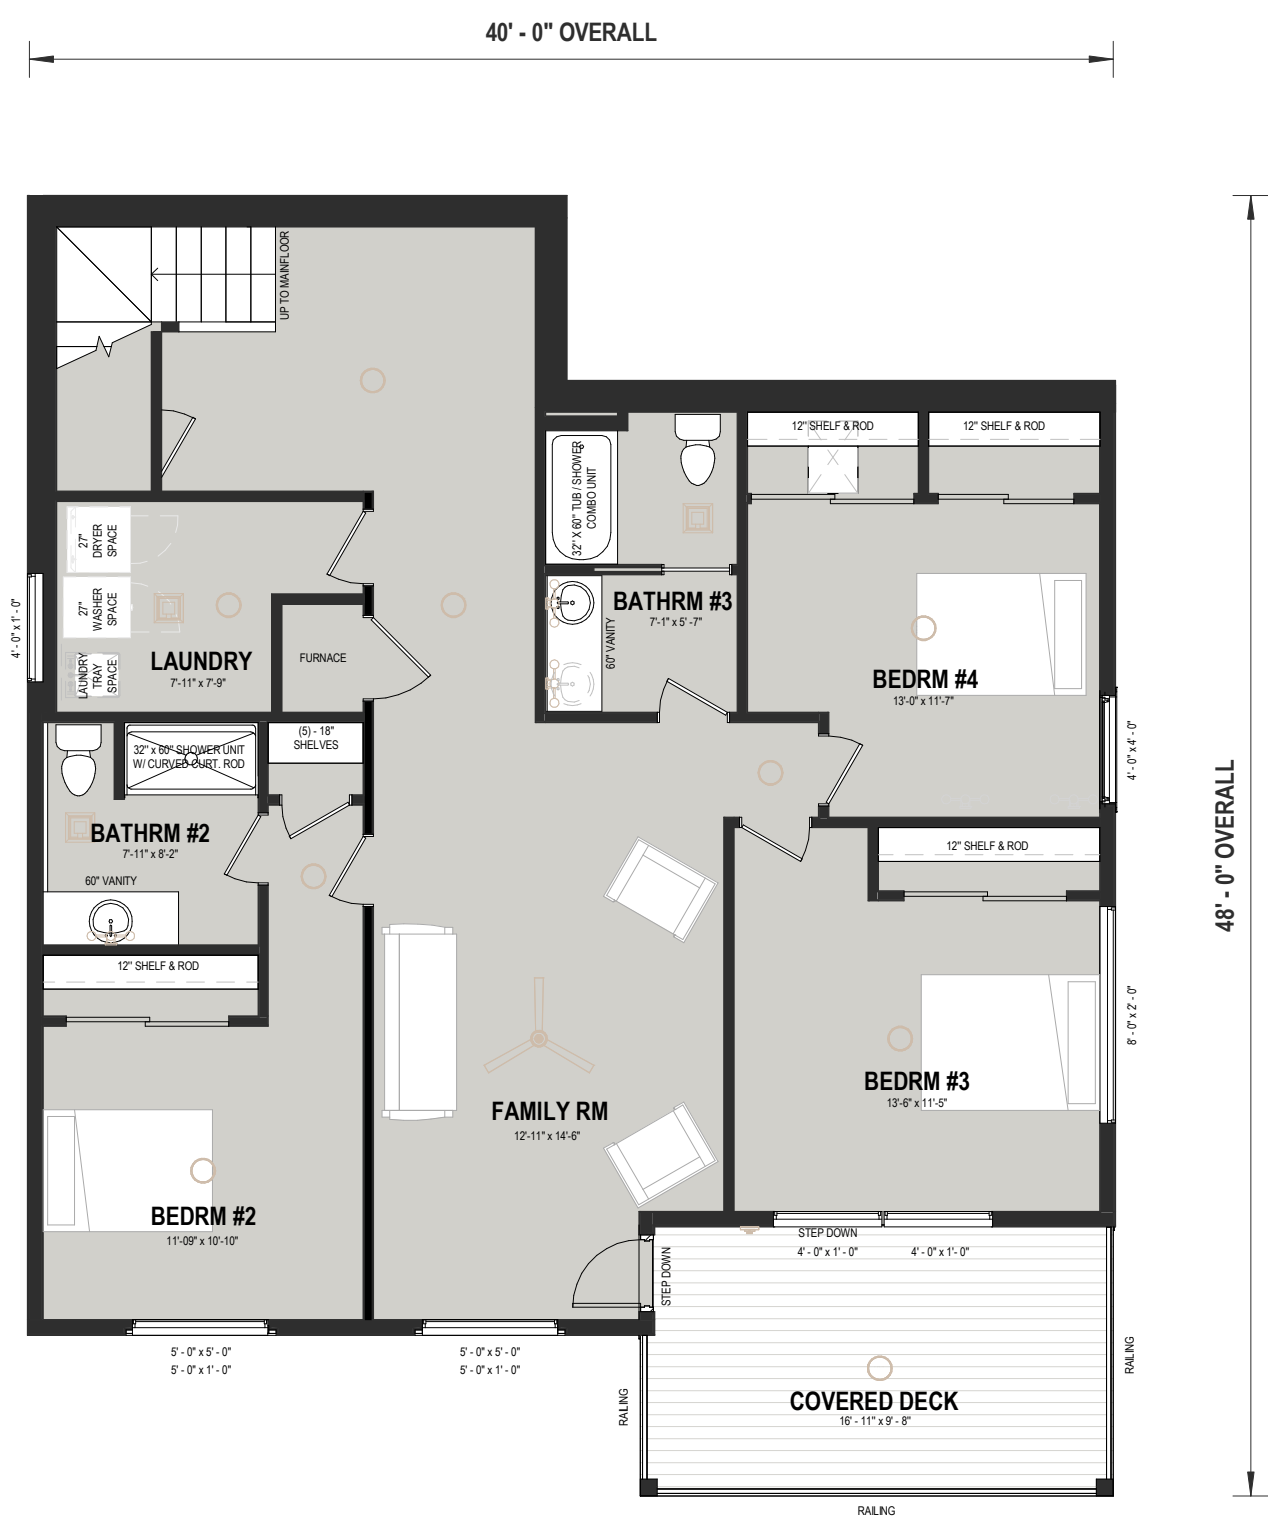 40' - 0" OVERALL
UP TO MAINFLOOR
12" SHELF & ROD
12" SHELF & ROD
32" X 60" TUB / SHOWER
COMBO UNIT
27"
DRYER
SPACE
27"
WASHER
SPACE
LAUNDRY
TRAY
SPACE
4' - 0" x 1' - 0"
LAUNDRY
7'-11" x 7'-9"
FURNACE
BATHRM #3
7'-1" x 5' -7"
60" VANITY
BEDRM #4
13'-0" x 11'-7"
4' - 0" x 4' - 0"
(5) - 18"
SHELVES
32" x 60" SHOWER UNIT
W/ CURVED CURT. ROD
BATHRM #2
7'-11" x 8'-2"
60" VANITY
12" SHELF & ROD
48' - 0" OVERALL
12" SHELF & ROD
8' - 0" x 2' - 0"
BEDRM #3
13'-6" x 11'-5"
FAMILY RM
12'-11" x 14'-6"
BEDRM #2
11'-09" x 10'-10"
STEP DOWN
4' - 0" x 1' - 0"
4' - 0" x 1'- 0"
STEP DOWN
5' - 0" x 5' - 0"
5' - 0" x 1' - 0"
5' - 0" x 5' - 0"
5' - 0" x 1' - 0"
RAILING
RAILING
COVERED DECK
16' - 11" x 9' - 8"
RAILING